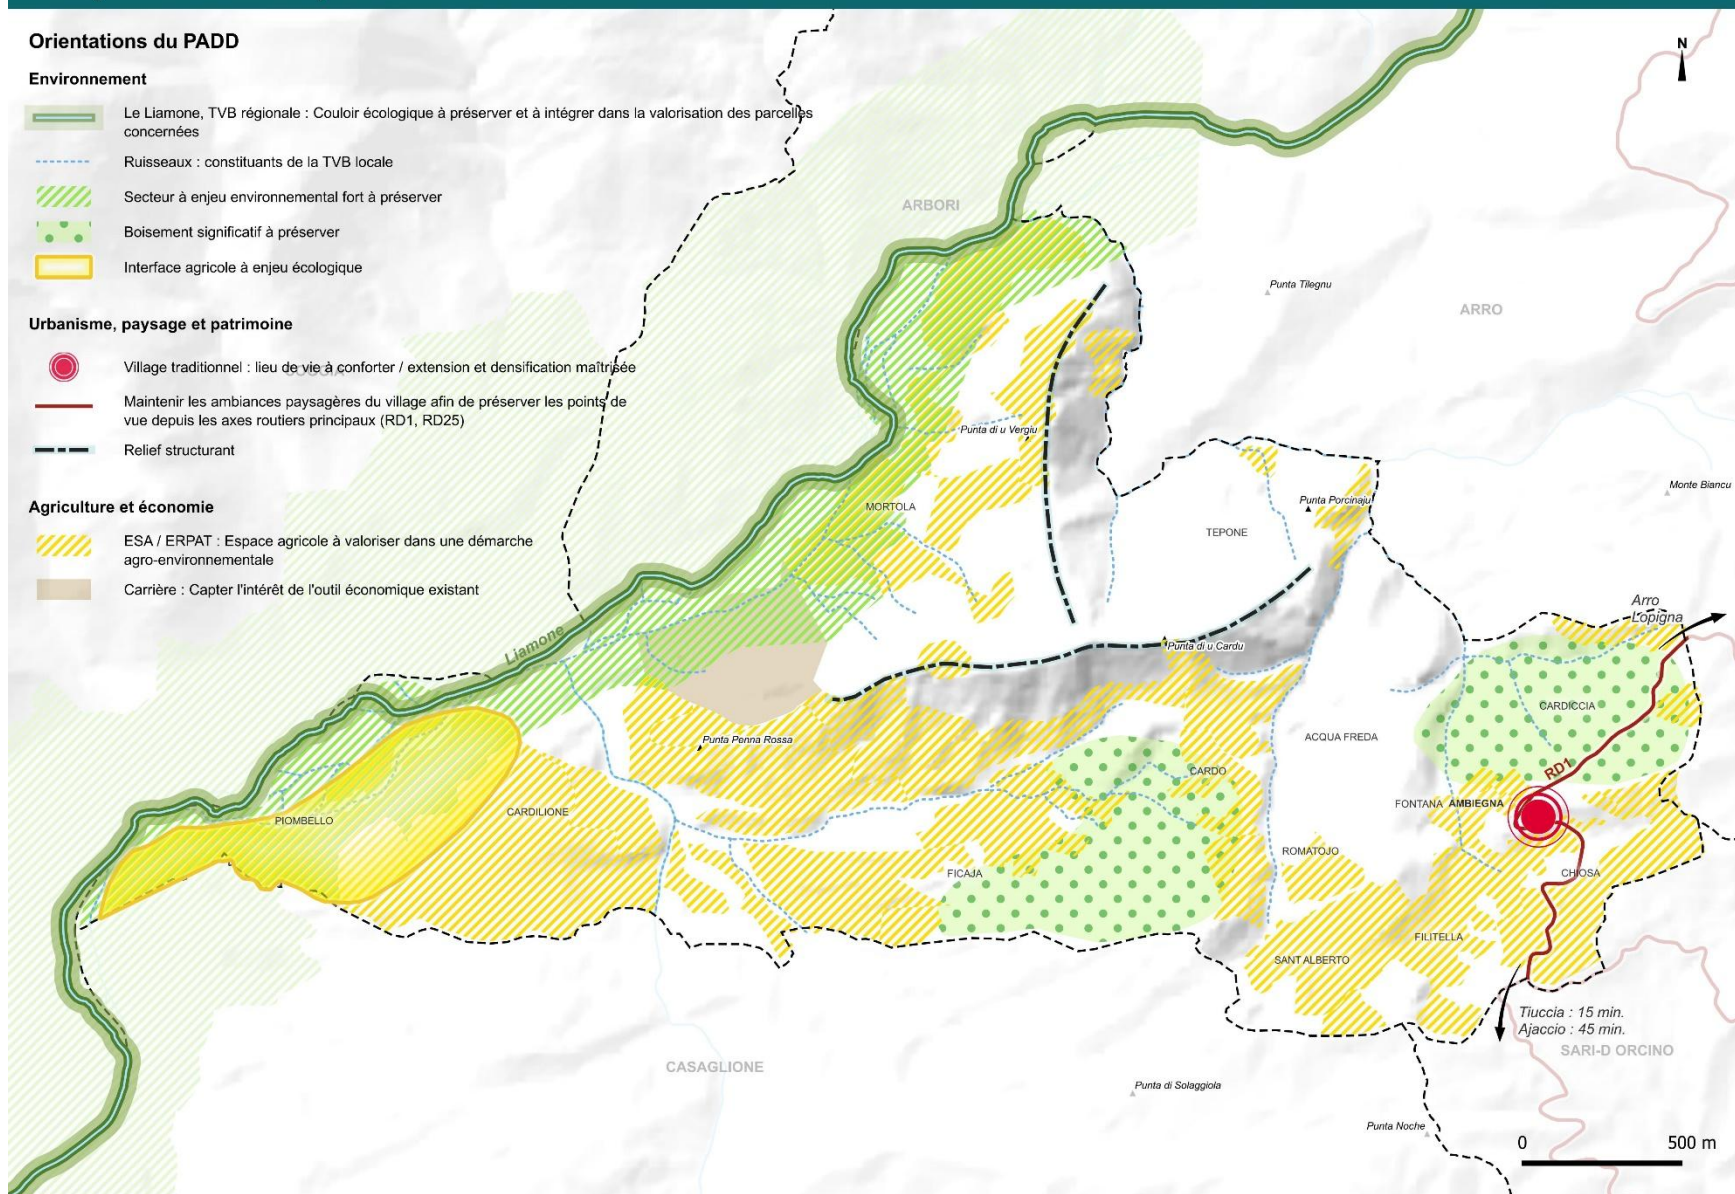 Orientations du PADD
Environnement
Le Liamone, TVB régionale : Couloir écologique à préserver et à intégrer dans la valorisation des parcelles
concernées
Ruisseaux : constituants de la TVB locale
Secteur à enjeu environnemental fort à préserver
Boisement significatif à préserver
Interface agricole à enjeu écologique
Urbanisme, paysage et patrimoine
Village traditionnel : lieu de vie à conforter / extension et densification maîtrisée
Maintenir les ambiances paysagères du village afin de préserver les points de
vue depuis les axes routiers principaux (RD1, RD25)
Relief structurant
Agriculture et économie
ESA / ERPAT : Espace agricole à valoriser dans une démarche
agro-environnementale
Carrière : Capter l'intérêt de l'outil économique existant
N
ARBORI
Punta Tilegnu
ARRO
Punta di u Vergiu
Monte Biancu
Punta Porcinaju
MORTOLA
TEPONE
Arro
Lopigna
Liamone
Punta di u Cardu
CARDICCIA
Punta Penna Rossa
ACQUA FREDA
CARDO
RD1
FONTANA
AMBIEGNA
CARDILIONE
PIOMBELLO
ROMATOJO
FICAJA
CHIOSA
FILITELLA
SANT ALBERTO
Tiuccia : 15 min.
Ajaccio : 45 min.
SARI-D ORCINO
CASAGLIONE
Punta di Solaggiola
Punta Noche
0
500 m